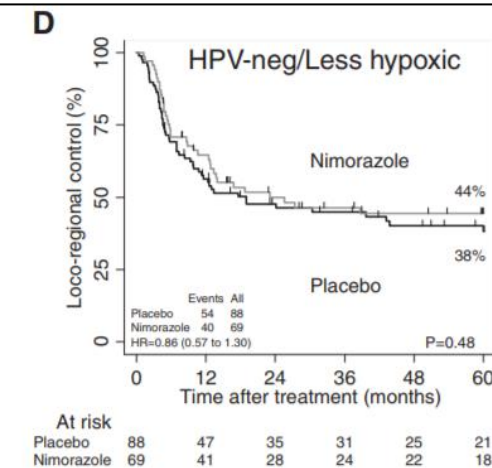 D
HPV-neg/Less hypoxic
Loco-regional control (%)
100
75
50
25
0
Nimorazole
44%
38%
Placebo
Events All
Placebo 54 88
Nimorazole 40 69
HR=0.86 (0.57 to 1.30)
P=0.48
0 12 24 36 48 60
Time after treatment (months)
At risk
Placebo 88 47 35 31 25 21
Nimorazole 69 41 28 24 22 18